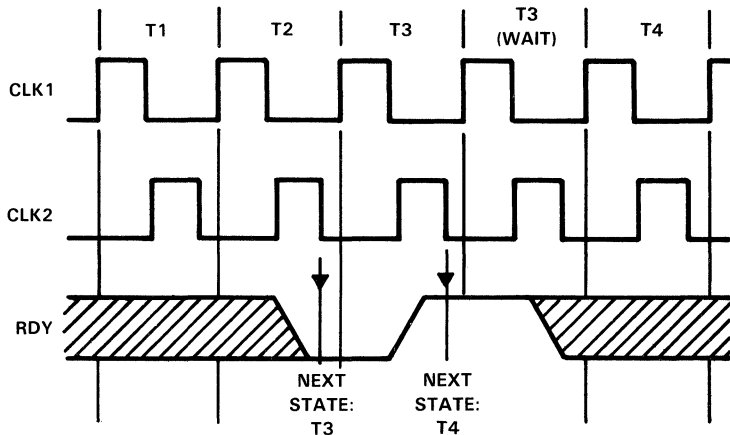 T1 T2 T3 T3 T4
(WAIT)
CLK1
CLK2
RDY
NEXT NEXT
STATE: STATE:
T3 T4